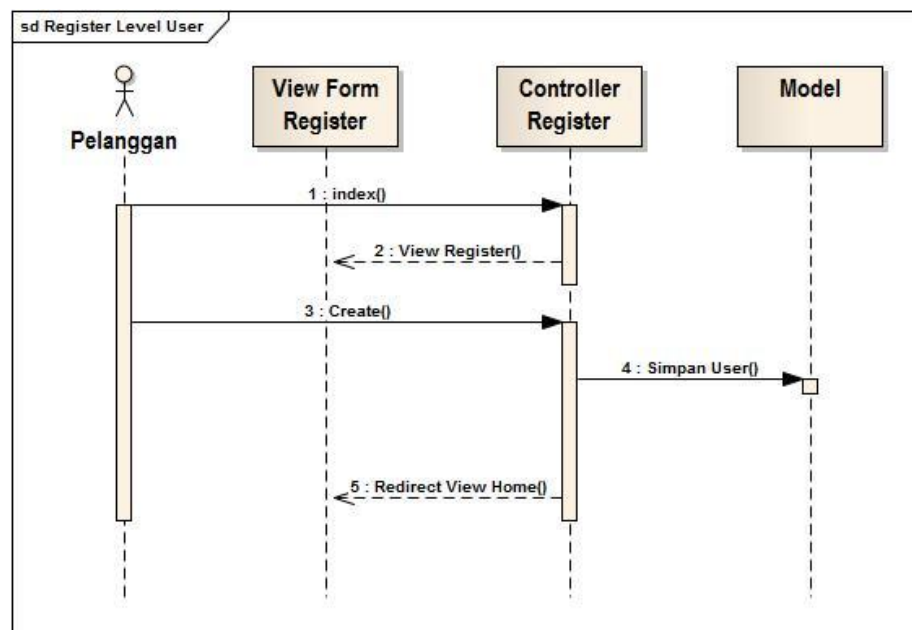 sd Register Level User
Pelanggan
View Form
Register
Controller
Register
Model
1 : index()
2 : View Register()
3 : Create()
4 : Simpan User()
5 : Redirect View Home()